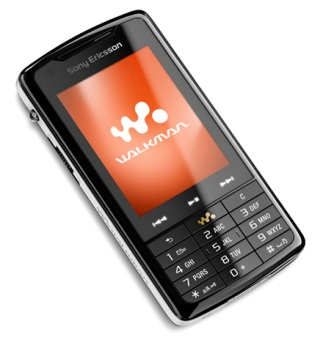 Sony Ericsson
WALKMAN
C
1 2 ABC 3 DEF
4 GHI 5 JKL 6 MNO
7 PQRS 8 TUV 9 WXYZ
* a/A 0 + #